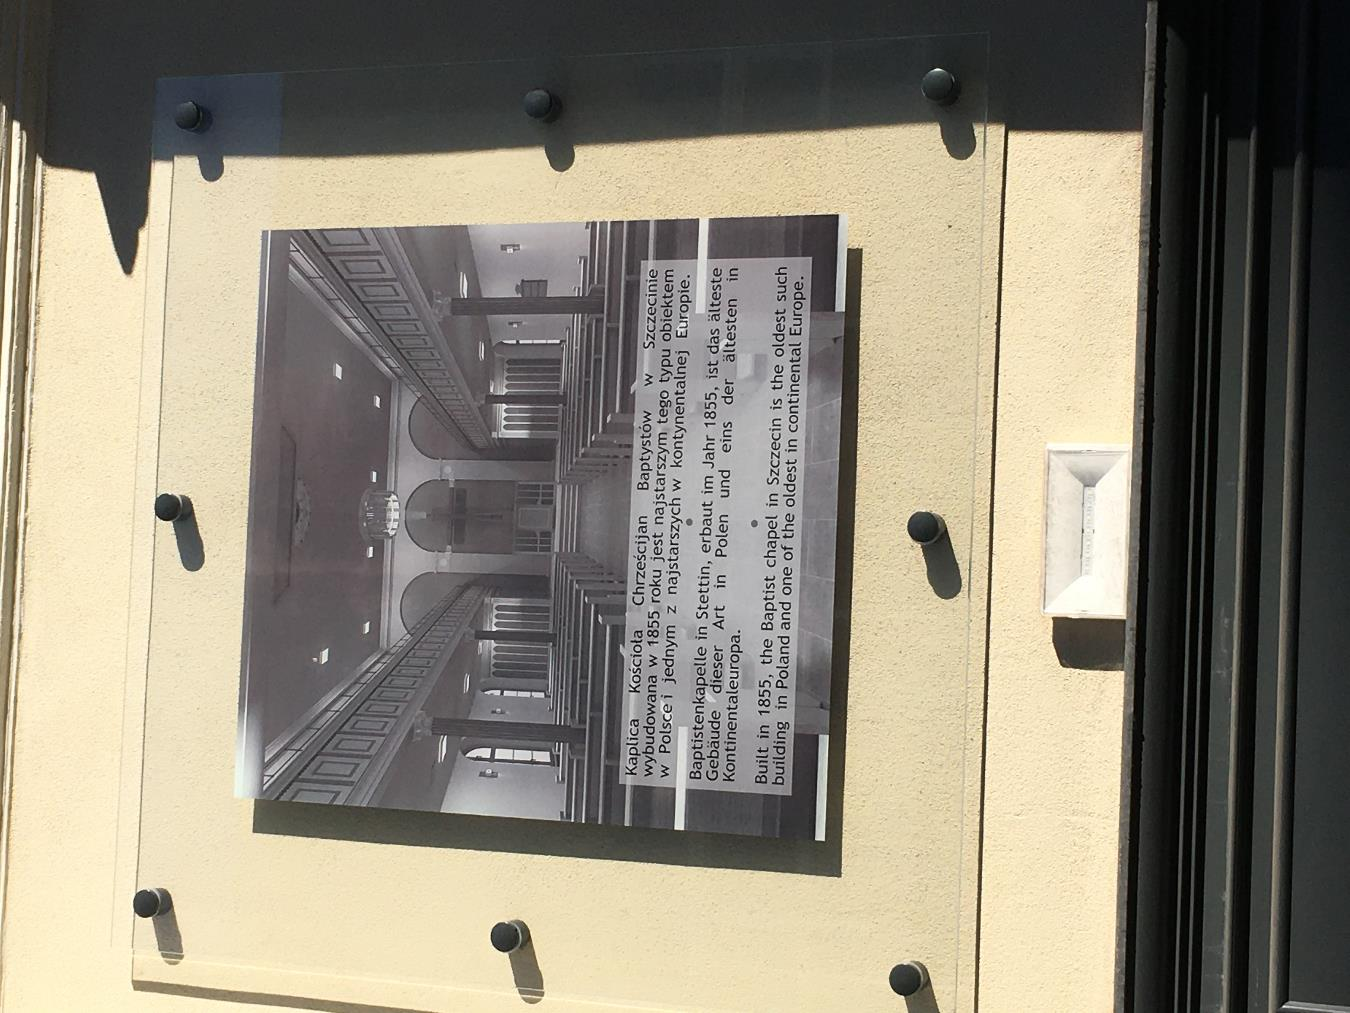 Kaplica Kościoła Chrześcijan Baptystów w Szczecinie
wybudowana w 1855 roku jest najstarszym tego typu obiektem
w Polsce i jednym z najstarszych w kontynentalnej Europie.
•
Baptistenkapelle in Stettin, erbaut im Jahr 1855, ist das älteste
Gebäude dieser Art in Polen und eins der ältesten in
Kontinentaleuropa.
•
Built in 1855, the Baptist chapel in Szczecin is the oldest such
building in Poland and one of the oldest in continental Europe.